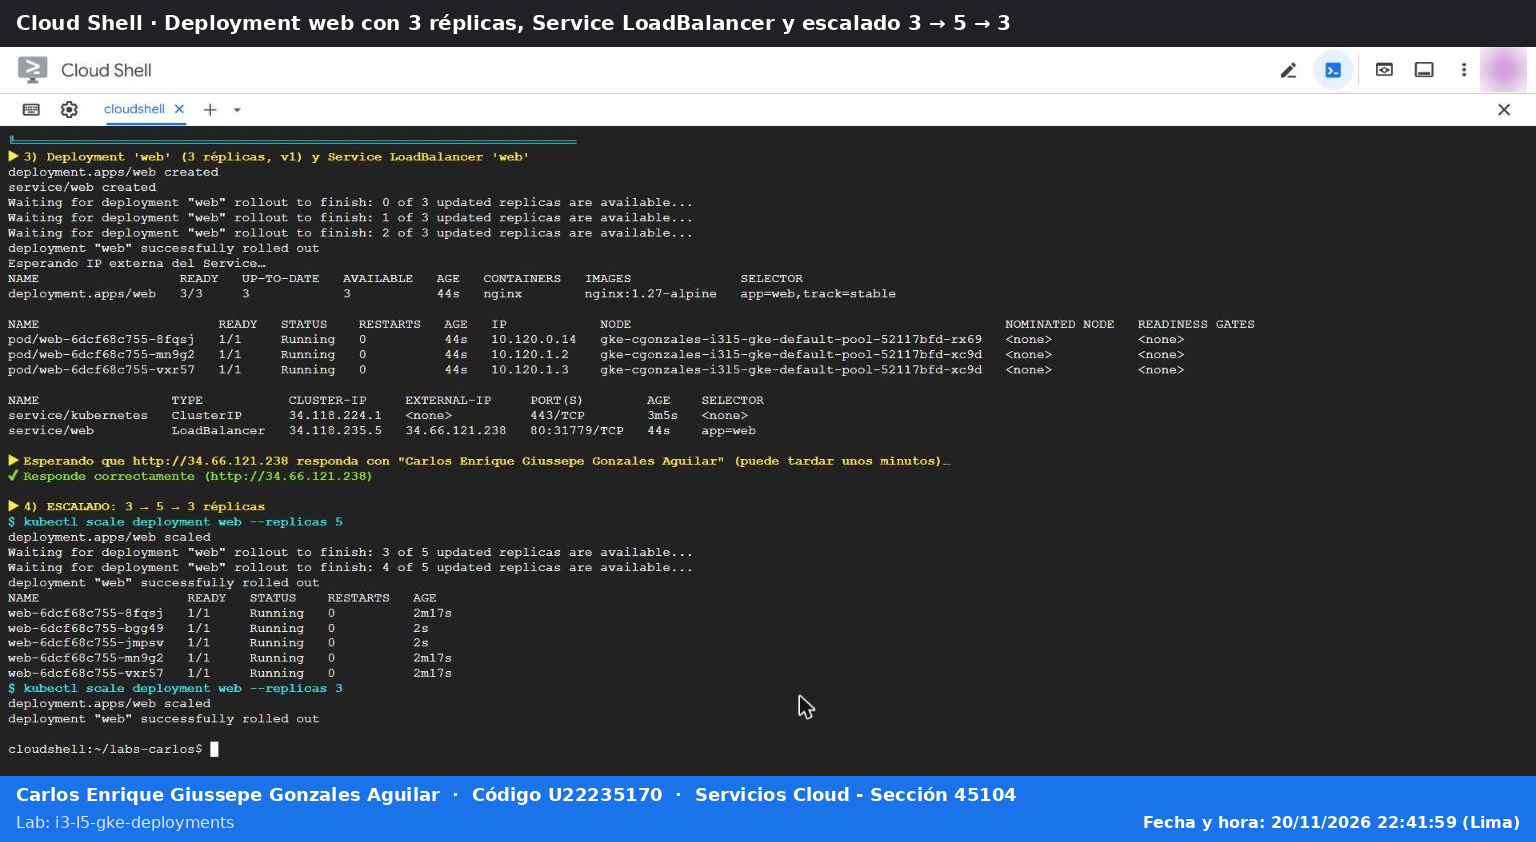 Cloud Shell · Deployment web con 3 réplicas, Service LoadBalancer y escalado 3 → 5 → 3
Cloud Shell
cloudshell
▶ 3) Deployment 'web' (3 réplicas, v1) y Service LoadBalancer 'web'
deployment.apps/web created
service/web created
Waiting for deployment "web" rollout to finish: 0 of 3 updated replicas are available...
Waiting for deployment "web" rollout to finish: 1 of 3 updated replicas are available...
Waiting for deployment "web" rollout to finish: 2 of 3 updated replicas are available...
deployment "web" successfully rolled out
Esperando IP externa del Service…
NAME READY UP-TO-DATE AVAILABLE AGE CONTAINERS IMAGES SELECTOR
deployment.apps/web 3/3 3 3 44s nginx nginx:1.27-alpine app=web,track=stable
NAME READY STATUS RESTARTS AGE IP NODE NOMINATED NODE READINESS GATES
pod/web-6dcf68c755-8fqsj 1/1 Running 0 44s 10.120.0.14 gke-cgonzales-i3l5-gke-default-pool-52117bfd-rx69 <none> <none>
pod/web-6dcf68c755-mn9g2 1/1 Running 0 44s 10.120.1.2 gke-cgonzales-i3l5-gke-default-pool-52117bfd-xc9d <none> <none>
pod/web-6dcf68c755-vxr57 1/1 Running 0 44s 10.120.1.3 gke-cgonzales-i3l5-gke-default-pool-52117bfd-xc9d <none> <none>
NAME TYPE CLUSTER-IP EXTERNAL-IP PORT(S) AGE SELECTOR
service/kubernetes ClusterIP 34.118.224.1 <none> 443/TCP 3m5s <none>
service/web LoadBalancer 34.118.235.5 34.66.121.238 80:31779/TCP 44s app=web
▶ Esperando que http://34.66.121.238 responda con "Carlos Enrique Giussepe Gonzales Aguilar" (puede tardar unos minutos)…
✔ Responde correctamente (http://34.66.121.238)
▶ 4) ESCALADO: 3 → 5 → 3 réplicas
$ kubectl scale deployment web --replicas 5
deployment.apps/web scaled
Waiting for deployment "web" rollout to finish: 3 of 5 updated replicas are available...
Waiting for deployment "web" rollout to finish: 4 of 5 updated replicas are available...
deployment "web" successfully rolled out
NAME READY STATUS RESTARTS AGE
web-6dcf68c755-8fqsj 1/1 Running 0 2m17s
web-6dcf68c755-bgg49 1/1 Running 0 2s
web-6dcf68c755-jmpsv 1/1 Running 0 2s
web-6dcf68c755-mn9g2 1/1 Running 0 2m17s
web-6dcf68c755-vxr57 1/1 Running 0 2m17s
$ kubectl scale deployment web --replicas 3
deployment.apps/web scaled
deployment "web" successfully rolled out
cloudshell:~/labs-carlos$
Carlos Enrique Giussepe Gonzales Aguilar · Código U22235170 · Servicios Cloud - Sección 45104
Lab: i3-l5-gke-deployments
Fecha y hora: 20/11/2026 22:41:59 (Lima)